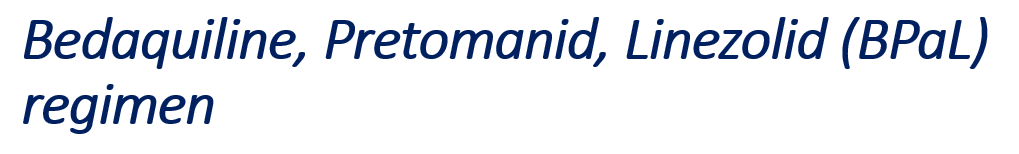 Bedaquiline, Pretomanid, Linezolid (BPaL)
regimen